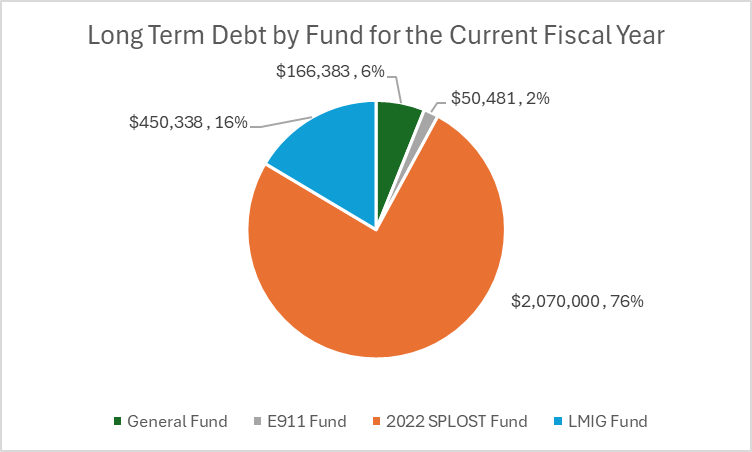 Long Term Debt by Fund for the Current Fiscal Year
$166,383 , 6%
$50,481 , 2%
$450,338 , 16%
$2,070,000 , 76%
General Fund
E911 Fund
2022 SPLOST Fund
LMIG Fund